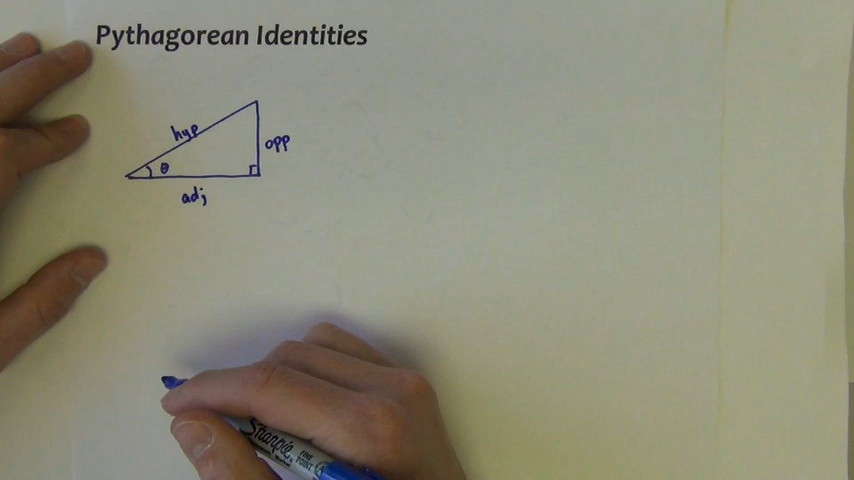 Pythagorean Identities
hyp
opp
θ
adj
Sharpie
FINE
POINT